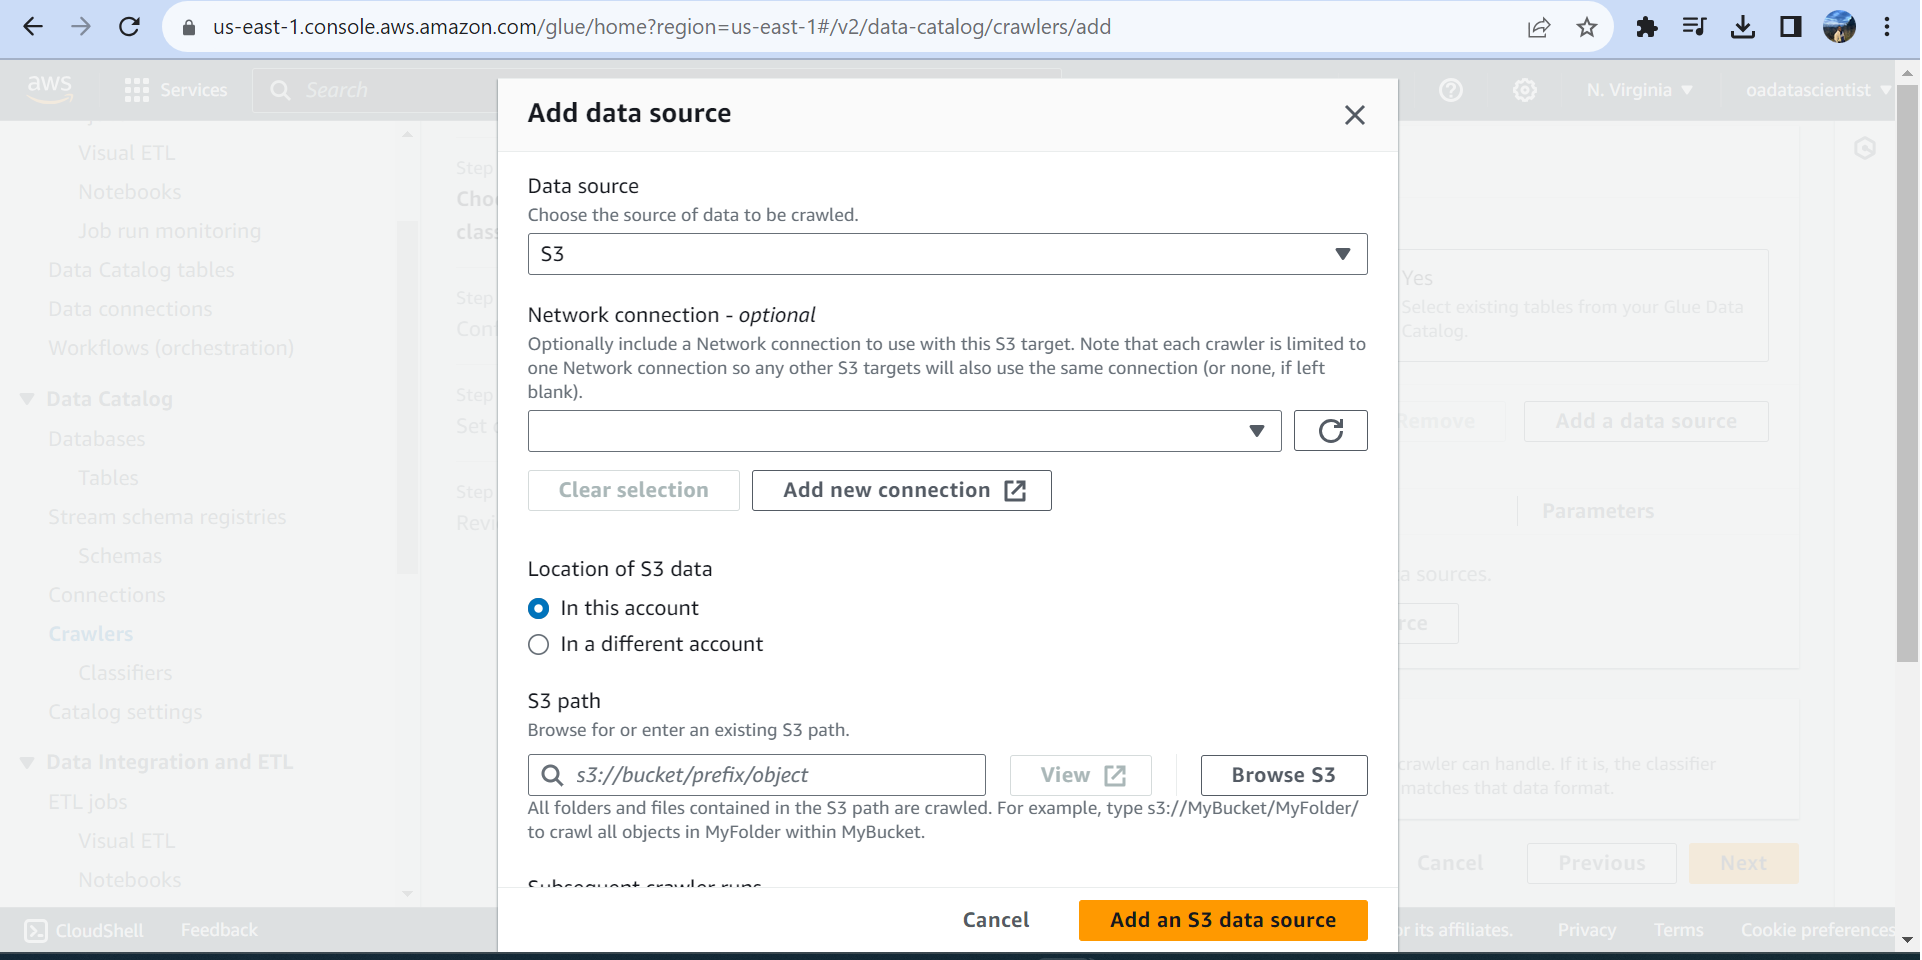 us-east-1.console.aws.amazon.com/glue/home?region=us-east-1#/v2/data-catalog/crawlers/add
aws
Services
Search
N. Virginia
oadatascientist
Visual ETL
Notebooks
Job run monitoring
Data Catalog tables
Data connections
Workflows (orchestration)
Data Catalog
Databases
Tables
Stream schema registries
Schemas
Connections
Crawlers
Classifiers
Catalog settings
Data Integration and ETL
ETL jobs
Visual ETL
Notebooks
Step
Step
Step
Set
Step
Add data source
Data source
Choose the source of data to be crawled.
S3
Network connection - optional
Optionally include a Network connection to use with this S3 target. Note that each crawler is limited to
one Network connection so any other S3 targets will also use the same connection (or none, if left
blank).
Clear selection
Add new connection
Location of S3 data
In this account
In a different account
S3 path
Browse for or enter an existing S3 path.
s3://bucket/prefix/object
View
Browse S3
All folders and files contained in the S3 path are crawled. For example, type s3://MyBucket/MyFolder/
to crawl all objects in MyFolder within MyBucket.
Subsequent crawler runs
Cancel
Add an S3 data source
Yes
Select existing tables from your Glue Data
Catalog.
Remove
Add a data source
Parameters
a sources.
crawler can handle. If it is, the classifier
matches that data format.
Cancel
Previous
Next
CloudShell
Feedback
or its affiliates.
Privacy
Terms
Cookie preferences